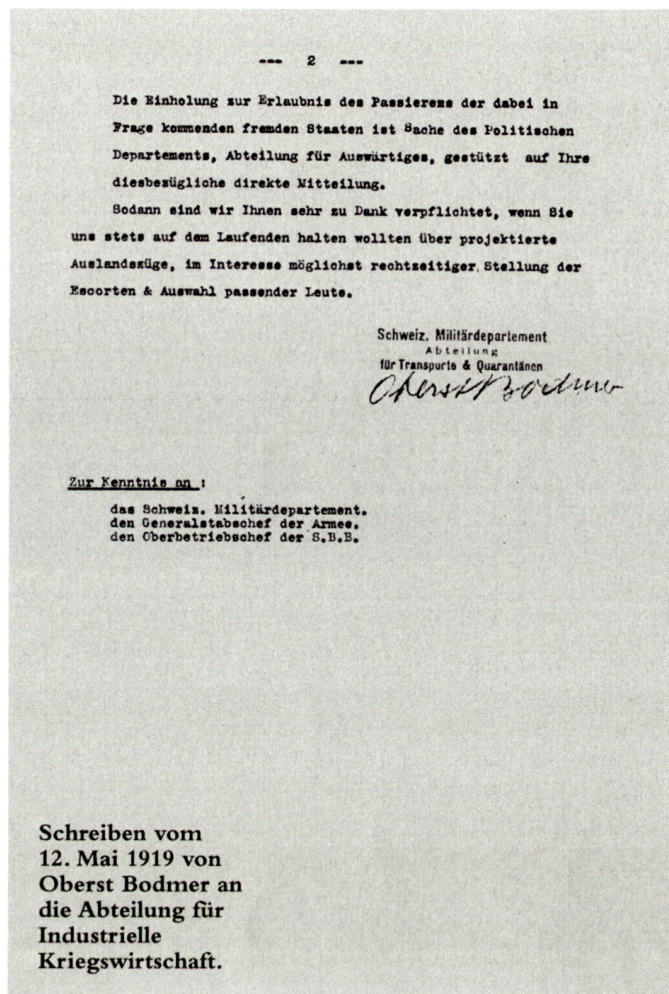 --- 2 ---
Die Einholung zur Erlaubnis des Passierens der dabei in
Frage kommenden fremden Staaten ist Sache des Politischen
Departements, Abteilung für Auswärtiges, gestützt auf Ihre
diesbezügliche direkte Mitteilung.
Sodann sind wir Ihnen sehr zu Dank verpflichtet, wenn Sie
uns stets auf dem Laufenden halten wollten über projektierte
Auslandszüge, im Interesse möglichst rechtzeitiger Stellung der
Escorten & Auswahl passender Leute.
Schweiz. Militärdepartement
Abteilung
für Transporte & Quarantänen
Oberst Bodmer
Zur Kenntnis an :
das Schweiz. Militärdepartement.
den Generalstabschef der Armee.
den Oberbetriebschef der S.B.B.
Schreiben vom
12. Mai 1919 von
Oberst Bodmer an
die Abteilung für
Industrielle
Kriegswirtschaft.